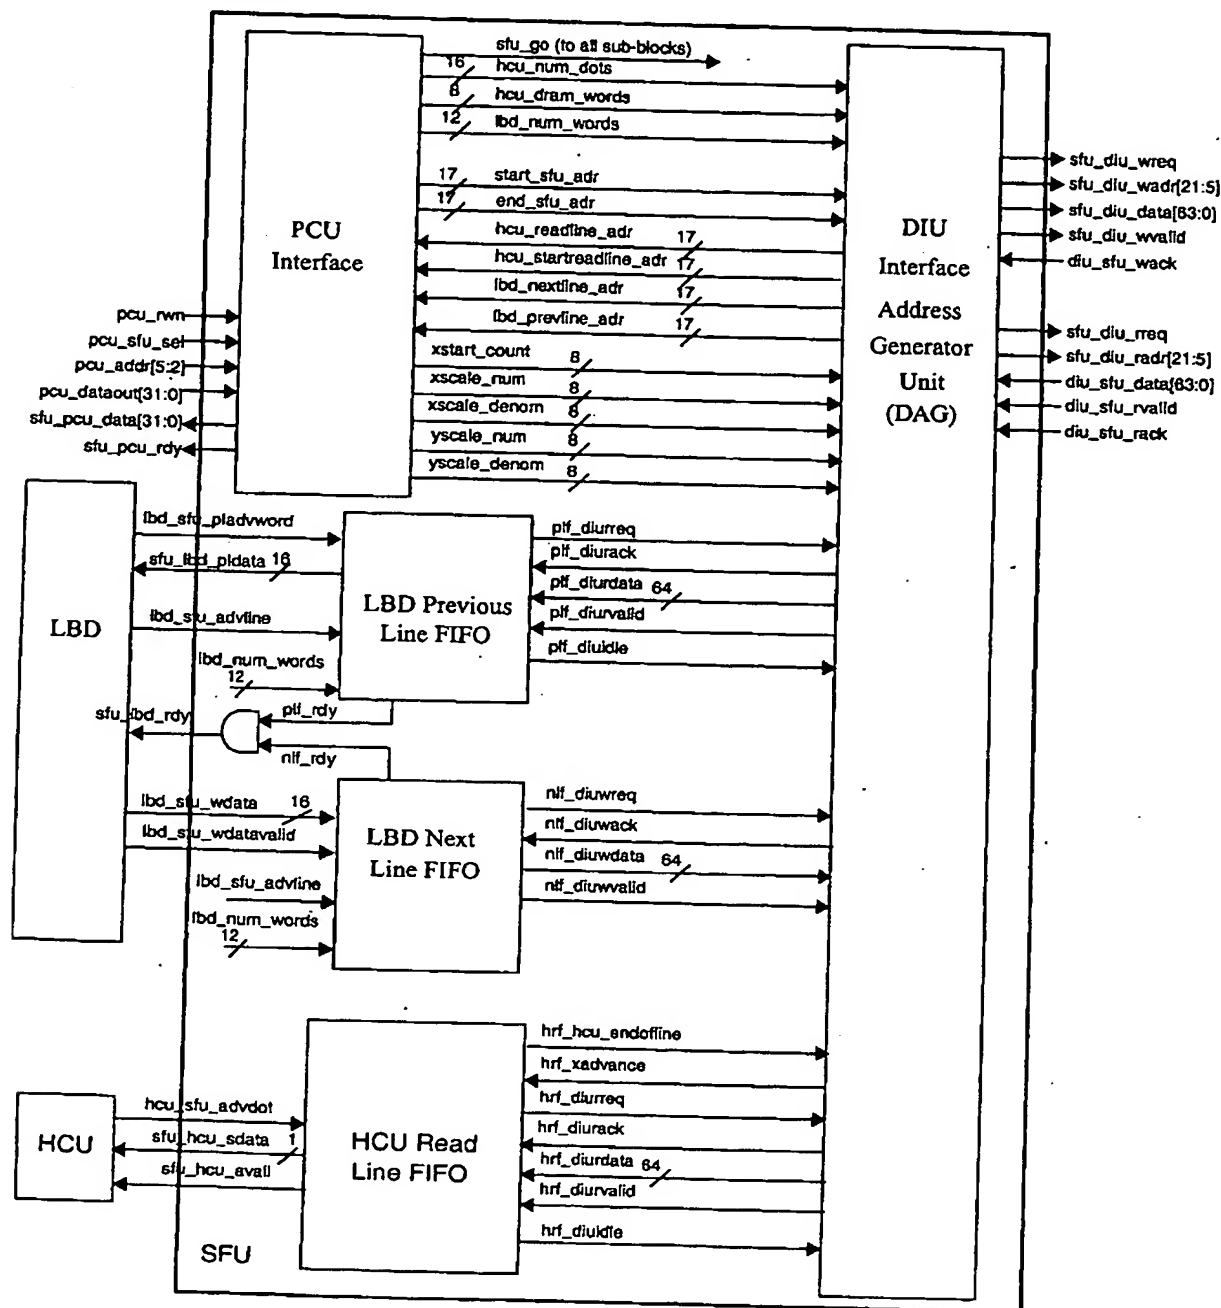 sfu_go (to all sub-blocks)
16 hcu_num_dots
8 hcu_dram_words
12 lbd_num_words
17 start_sfu_adr
17 end_sfu_adr
hcu_readline_adr 17
hcu_startreadline_adr 17
lbd_nextline_adr 17
lbd_prevline_adr 17
xstart_count 8
xscale_num 8
xscale_denom 8
yscale_num 8
yscale_denom 8
PCU
Interface
DIU
Interface
Address
Generator
Unit
(DAG)
sfu_diu_wreq
sfu_diu_wadr[21:5]
sfu_diu_data[63:0]
sfu_diu_wvalid
diu_sfu_wack
sfu_diu_rreq
sfu_diu_radr[21:5]
diu_sfu_data[63:0]
diu_sfu_rvalid
diu_sfu_rack
pcu_rwn
pcu_sfu_sel
pcu_addr[5:2]
pcu_dataout[31:0]
sfu_pcu_data[31:0]
sfu_pcu_rdy
LBD
lbd_sfu_pladvword
sfu_lbd_pldata 16
lbd_sfu_advline
lbd_num_words
12
LBD Previous
Line FIFO
plf_diurreq
plf_diurack
plf_diurdata 64
plf_diurvalid
plf_diuidle
sfu_lbd_rdy
plf_rdy
nlf_rdy
lbd_sfu_wdata 16
lbd_sfu_wdatavalid
lbd_sfu_advline
lbd_num_words
12
LBD Next
Line FIFO
nlf_diuwreq
nlf_diuwack
nlf_diuwdata 64
nlf_diuwvalid
HCU
hcu_sfu_advdot
sfu_hcu_sdata 1
sfu_hcu_avail
HCU Read
Line FIFO
hrf_hcu_endofline
hrf_xadvance
hrf_diurreq
hrf_diurack
hrf_diurdata 64
hrf_diurvalid
hrf_diuidle
SFU